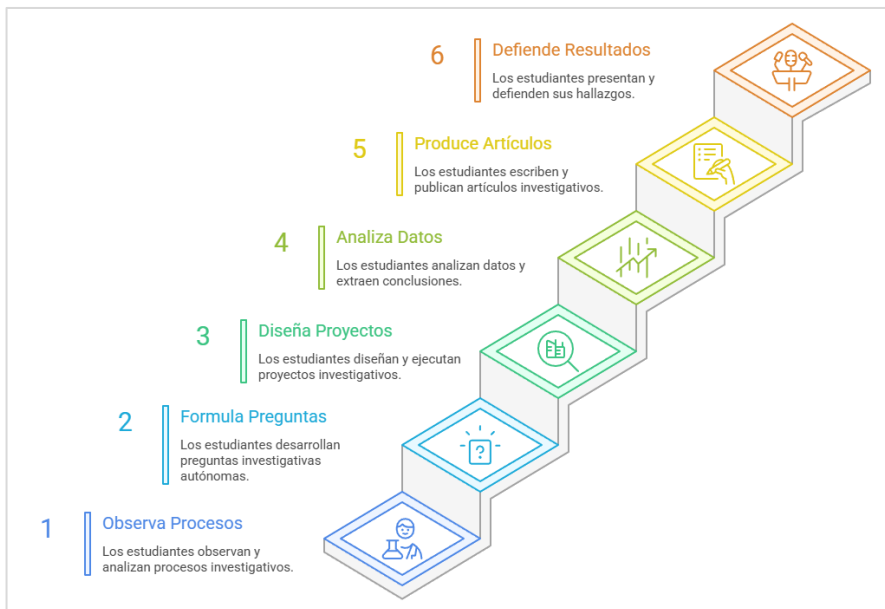 6
Defiende Resultados
Los estudiantes presentan y
defienden sus hallazgos.
5
Produce Artículos
Los estudiantes escriben y
publican artículos investigativos.
4
Analiza Datos
Los estudiantes analizan datos y
extraen conclusiones.
3
Diseña Proyectos
Los estudiantes diseñan y ejecutan
proyectos investigativos.
2
Formula Preguntas
Los estudiantes desarrollan
preguntas investigativas
autónomas.
?
1
Observa Procesos
Los estudiantes observan y
analizan procesos investigativos.